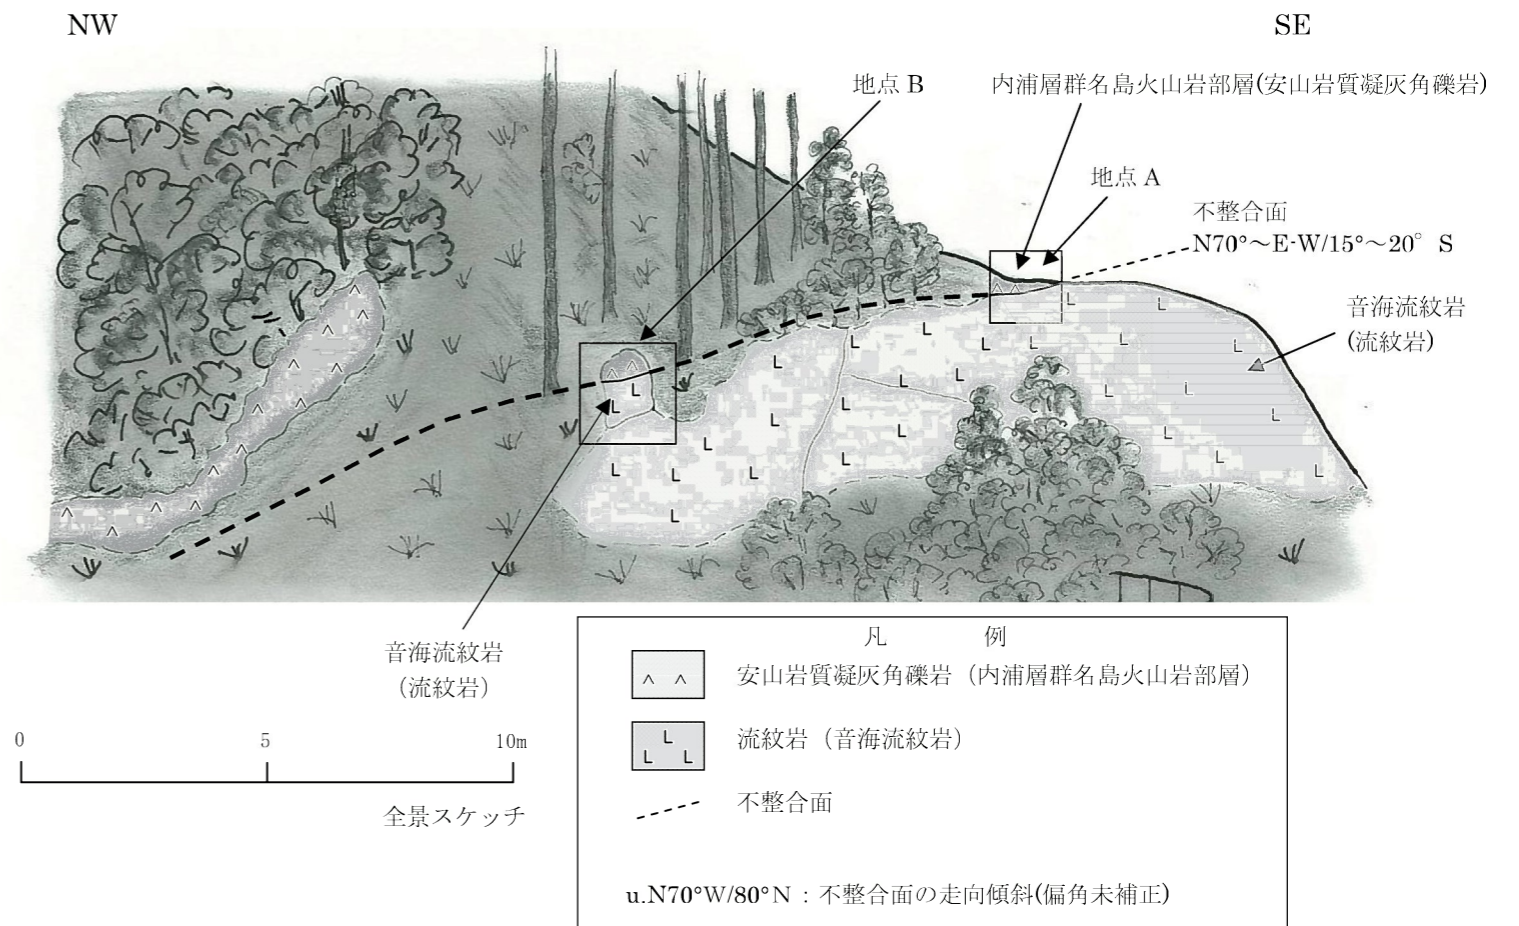 NW
SE
地点 B
内浦層群名島火山岩部層(安山岩質凝灰角礫岩)
地点 A
不整合面
N70°～E-W/15°～20° S
音海流紋岩
(流紋岩)
音海流紋岩
（流紋岩）
0 5 10m
全景スケッチ
凡 例
安山岩質凝灰角礫岩（内浦層群名島火山岩部層）
流紋岩（音海流紋岩）
不整合面
u.N70°W/80°N：不整合面の走向傾斜(偏角未補正)